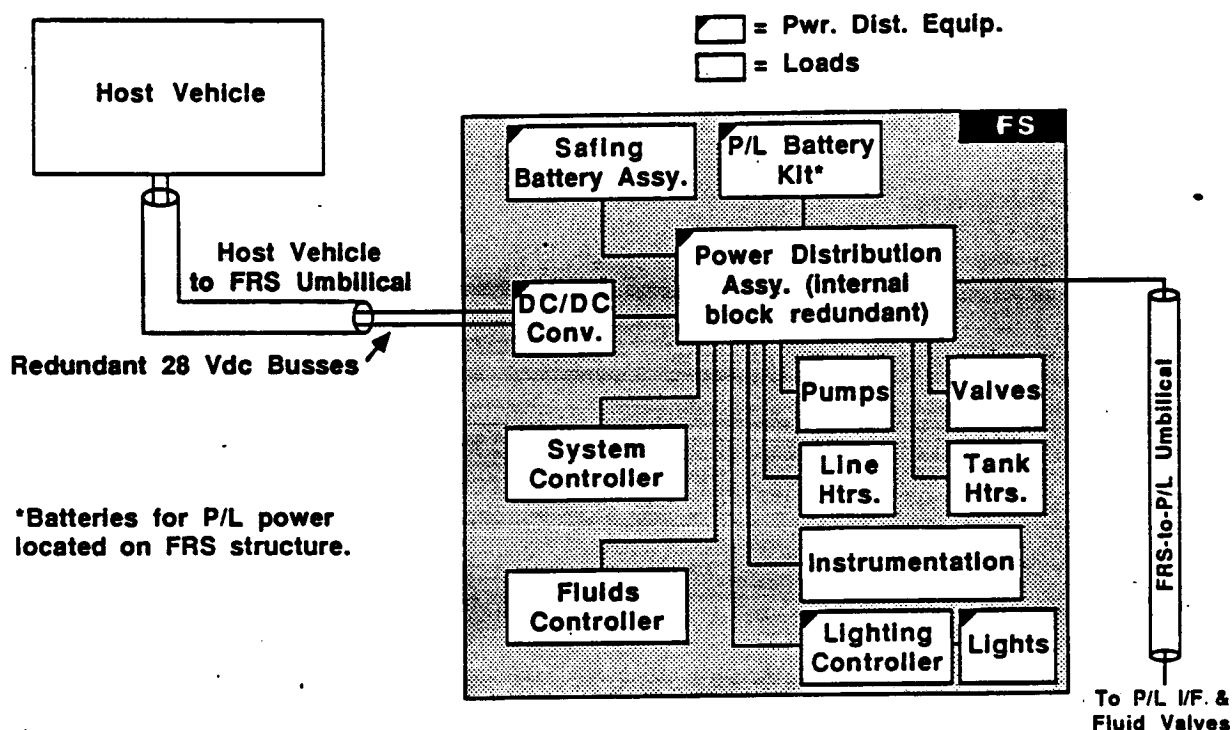 = Pwr. Dist. Equip.
= Loads
Host Vehicle
FS
Safing
Battery Assy.
P/L Battery
Kit*
Host Vehicle
to FRS Umbilical
Power Distribution
Assy. (internal
block redundant)
DC/DC
Conv.
Redundant 28 Vdc Busses
Pumps
Valves
System
Controller
Line
Htrs.
Tank
Htrs.
FRS-to-P/L Umbilical
*Batteries for P/L power
located on FRS structure.
Instrumentation
Fluids
Controller
Lighting
Controller
Lights
To P/L I/F. &
Fluid Valves